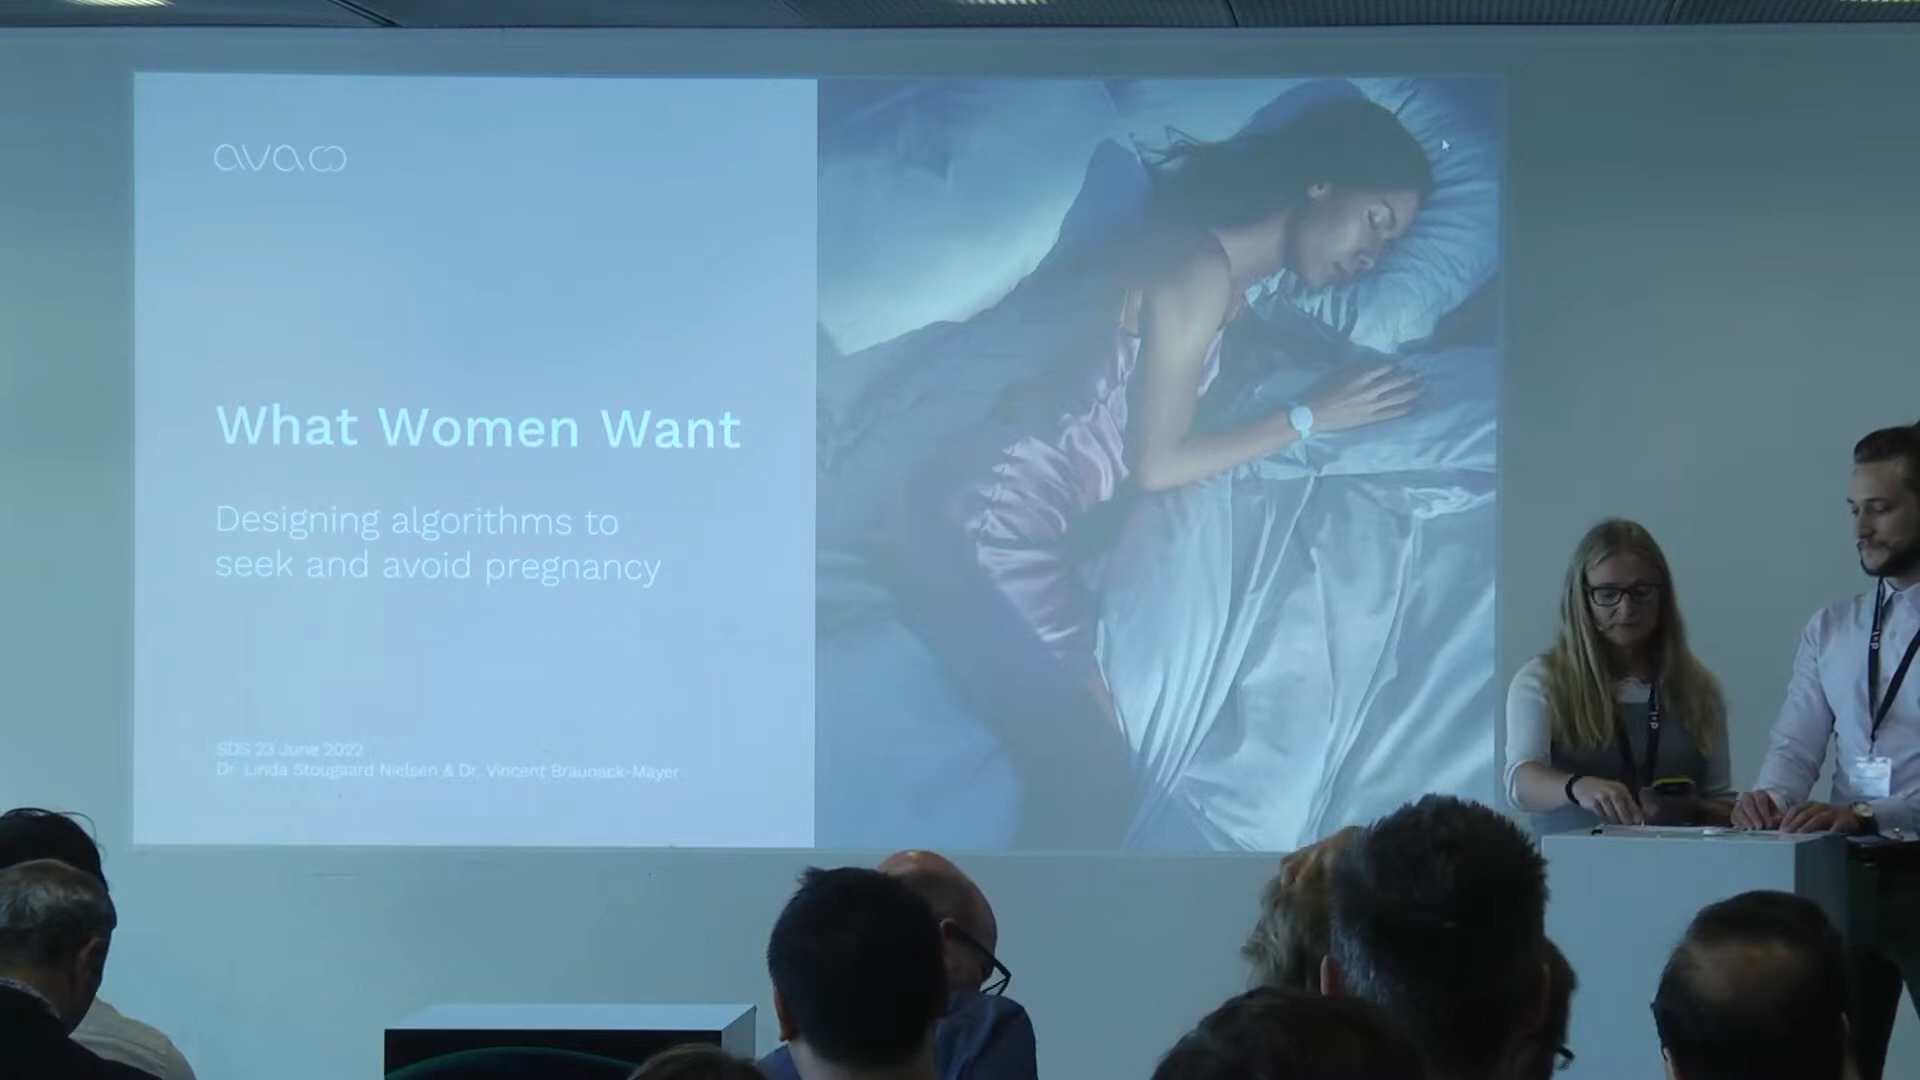 ava
What Women Want
Designing algorithms to
seek and avoid pregnancy
SDS 23 June 2022
Dr. Linda Stougaard Nielsen & Dr. Vincent Braunack-Mayer